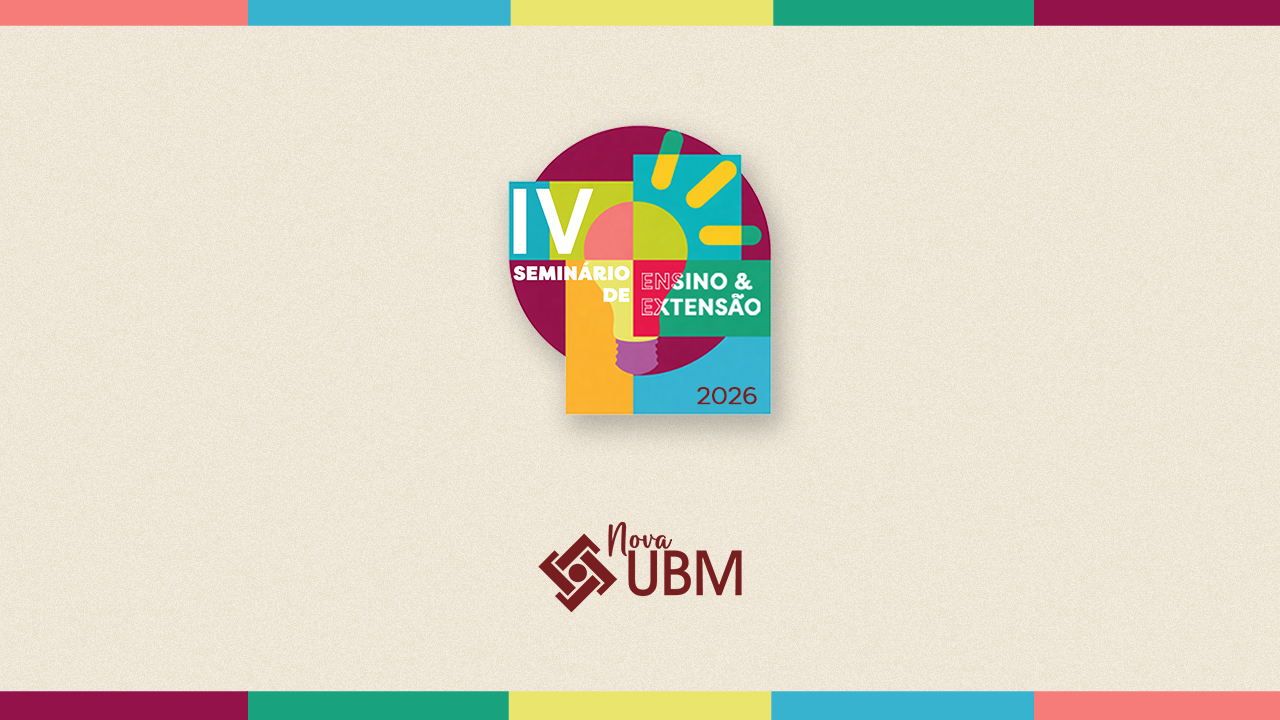 IV
SEMINÁRIO
DE
ENSINO &
EXTENSÃO
2026
Nova
UBM